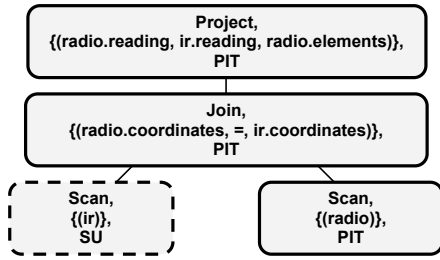 Project,
{(radio.reading, ir.reading, radio.elements)},
PIT
Join,
{(radio.coordinates, =, ir.coordinates)},
PIT
Scan,
{(ir)},
SU
Scan,
{(radio)},
PIT